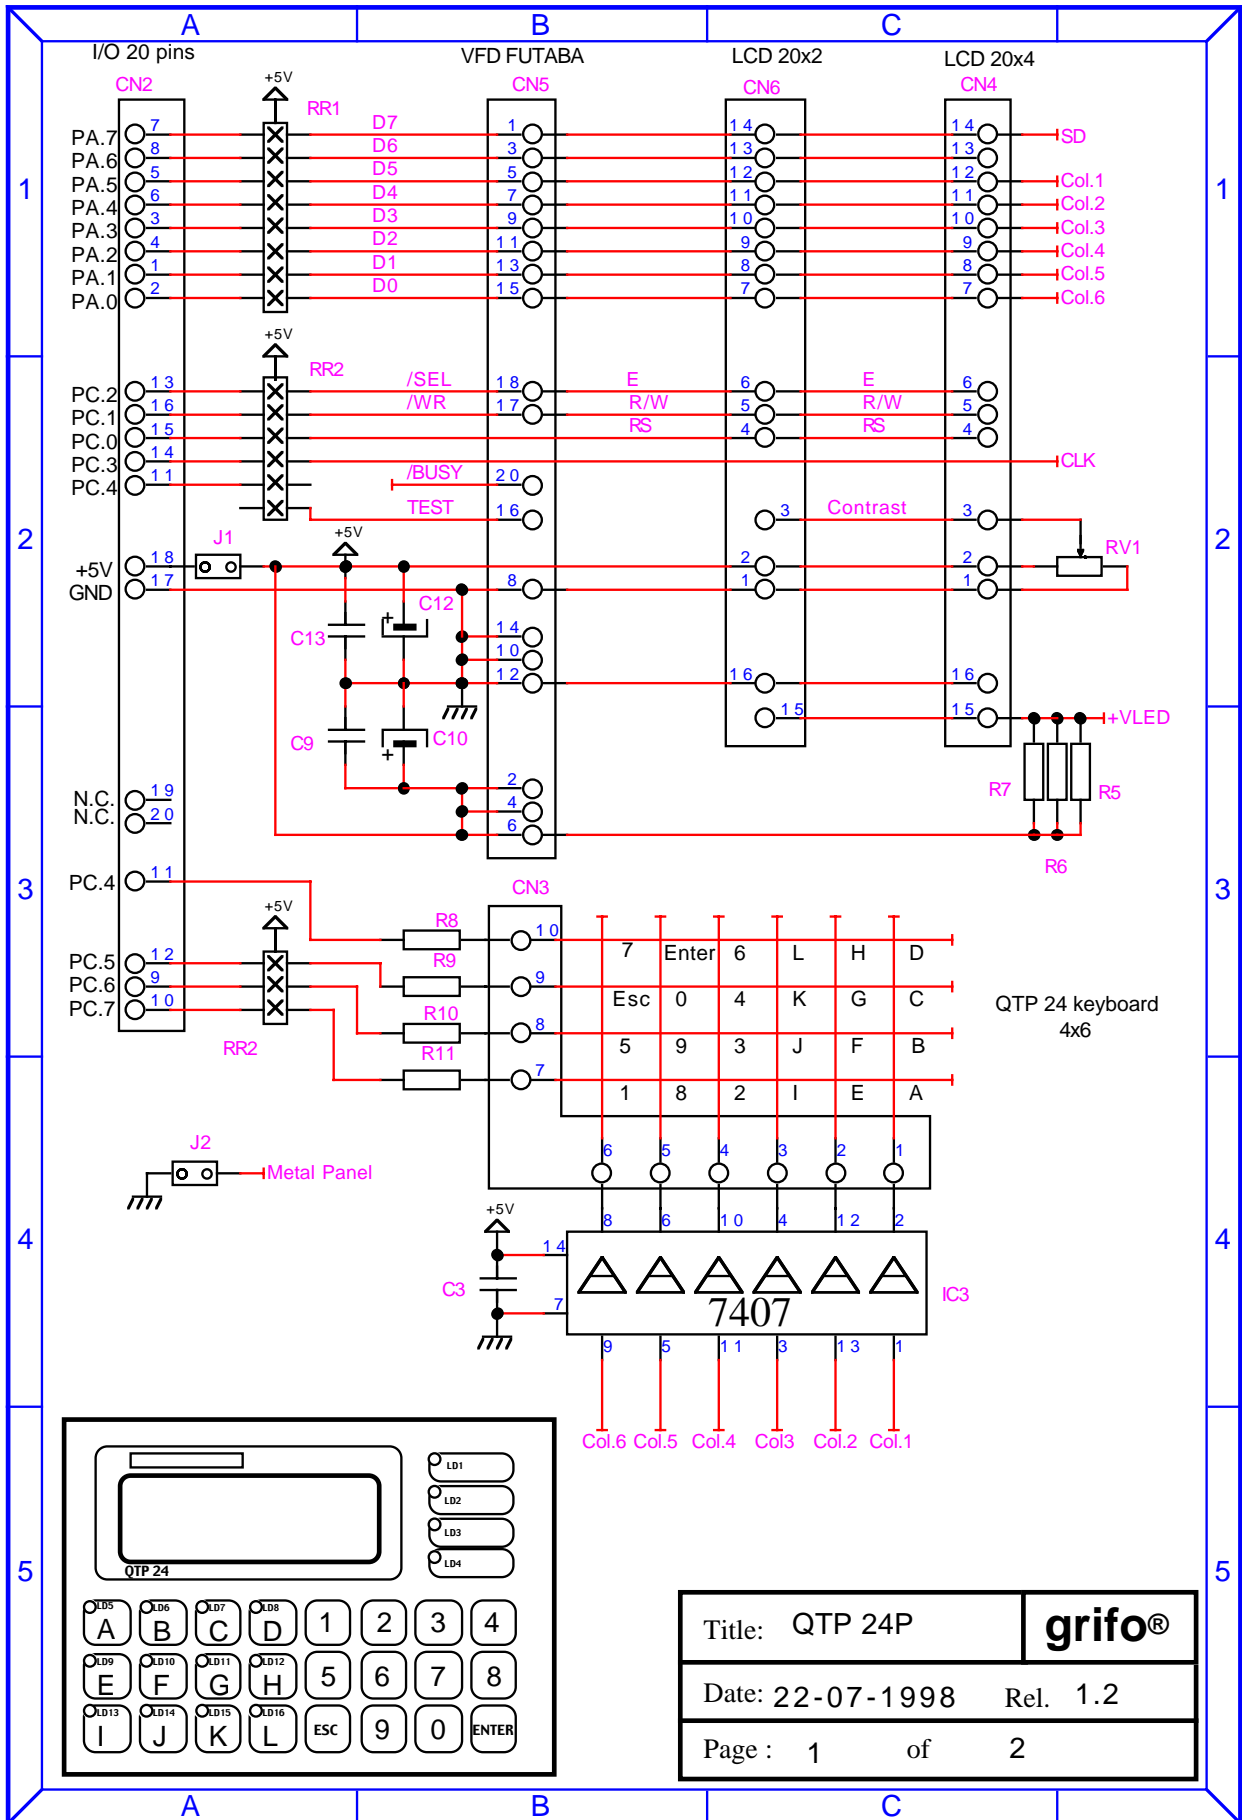 A B C
I/O 20 pins VFD FUTABA LCD 20x2 LCD 20x4
CN2 +5V CN5 CN6 CN4
RR1
PA.7 7 D7 1 14 14 SD
PA.6 8 D6 3 13 13
PA.5 5 D5 5 12 12 Col.1
1 PA.4 6 D4 7 11 11 Col.2 1
PA.3 3 D3 9 10 10 Col.3
PA.2 4 D2 11 9 9 Col.4
PA.1 1 D1 13 8 8 Col.5
PA.0 2 D0 15 7 7 Col.6
+5V
RR2
PC.2 13 /SEL 18 E 6 E 6
PC.1 16 /WR 17 R/W 5 R/W 5
PC.0 15 RS 4 RS 4
PC.3 14 CLK
PC.4 11 /BUSY 20
TEST 16 3 Contrast 3
2 J1 +5V RV1 2
+5V 18 2 2
GND 17 8 1 1
C12
C13 14
10
12 16 16
15 15 +VLED
C9 C10
R7 R5
2
N.C. 19 4
N.C. 20 6
R6
PC.4 11
3 CN3 3
+5V
R8 10
7 Enter 6 L H D
PC.5 12 R9 9
PC.6 9 Esc 0 4 K G C
PC.7 10 R10 8
QTP 24 keyboard
4x6
RR2 R11 5 9 3 J F B
7
1 8 2 I E A
J2 6 5 4 3 2 1
Metal Panel
+5V 8 6 10 4 12 2
4 14 4
C3 IC3
7 7407
9 5 11 3 13 1
Col.6 Col.5 Col.4 Col3 Col.2 Col.1
LD1
LD2
LD3
LD4
QTP 24
5 5
LD5 LD6 LD7 LD8
A B C D 1 2 3 4
LD9 LD10 LD11 LD12
E F G H 5 6 7 8
LD13 LD14 LD15 LD16
I J K L ESC 9 0 ENTER
Title: QTP 24P grifo®
Date: 22-07-1998 Rel. 1.2
Page : 1 of 2
A B C